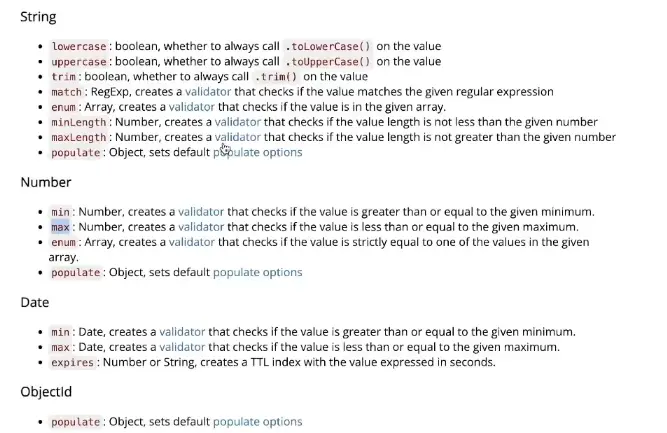 String
• lowercase: boolean, whether to always call .toLowerCase() on the value
• uppercase: boolean, whether to always call .toUpperCase() on the value
• trim: boolean, whether to always call .trim() on the value
• match: RegExp, creates a validator that checks if the value matches the given regular expression
• enum: Array, creates a validator that checks if the value is in the given array.
• minLength: Number, creates a validator that checks if the value length is not less than the given number
• maxLength: Number, creates a validator that checks if the value length is not greater than the given number
• populate: Object, sets default populate options
Number
• min: Number, creates a validator that checks if the value is greater than or equal to the given minimum.
• max: Number, creates a validator that checks if the value is less than or equal to the given maximum.
• enum: Array, creates a validator that checks if the value is strictly equal to one of the values in the given
array.
• populate: Object, sets default populate options
Date
• min: Date, creates a validator that checks if the value is greater than or equal to the given minimum.
• max: Date, creates a validator that checks if the value is less than or equal to the given maximum.
• expires: Number or String, creates a TTL index with the value expressed in seconds.
ObjectId
• populate: Object, sets default populate options